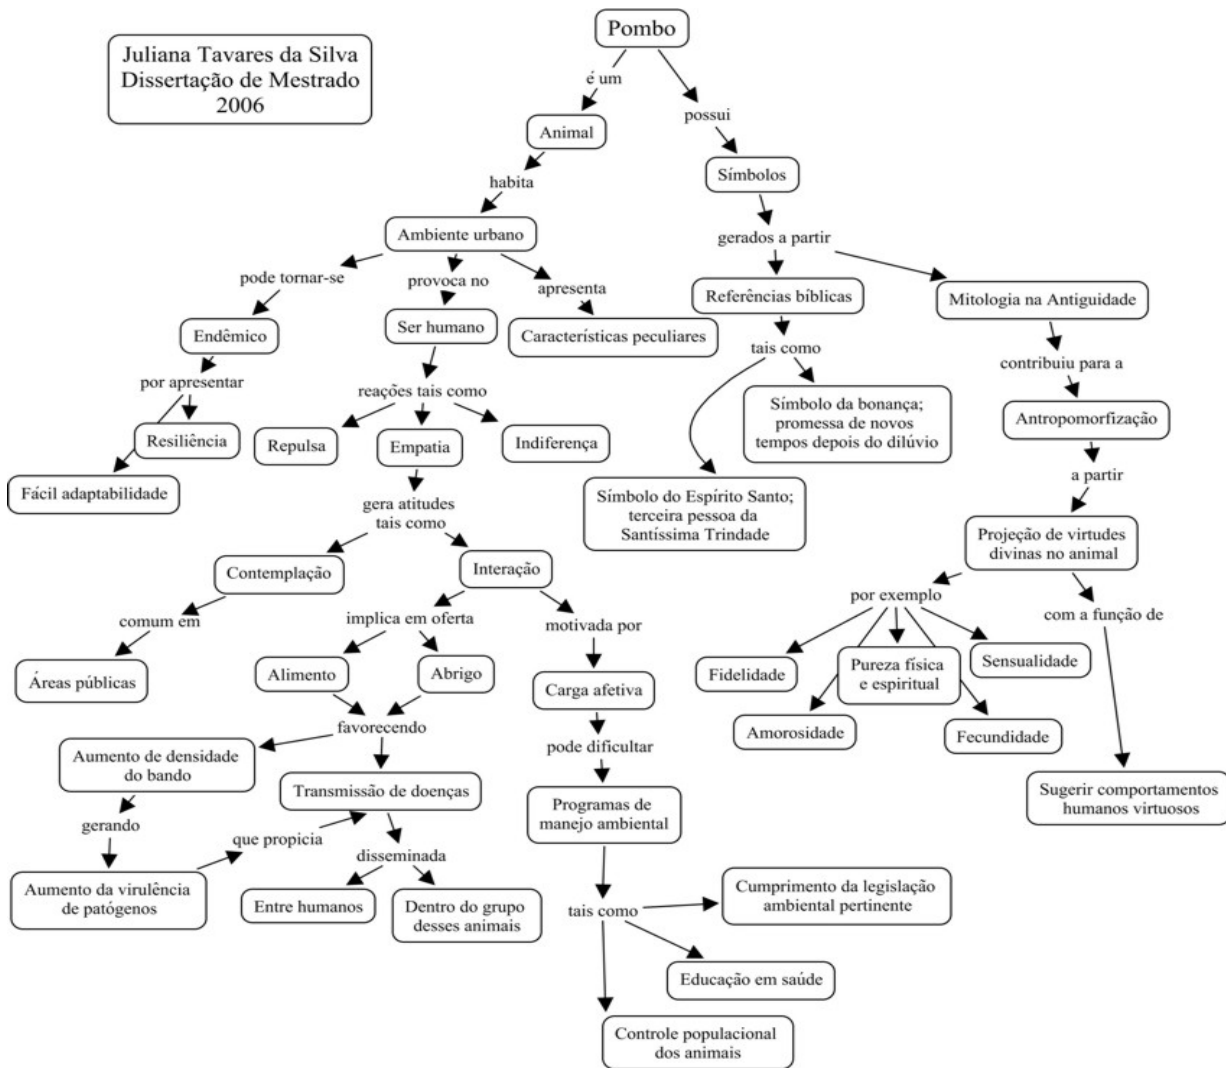 Pombo
Juliana Tavares da Silva
Dissertação de Mestrado
2006
é um
possui
Animal
Símbolos
habita
gerados a partir
Ambiente urbano
pode tornar-se
provoca no
apresenta
Referências bíblicas
Mitologia na Antiguidade
Endêmico
Ser humano
Características peculiares
tais como
contribuiu para a
por apresentar
reações tais como
Símbolo da bonança;
promessa de novos
tempos depois do dilúvio
Antropomorfização
Resiliência
Repulsa
Empatia
Indiferença
a partir
Fácil adaptabilidade
gera atitudes
tais como
Símbolo do Espírito Santo;
terceira pessoa da
Santíssima Trindade
Projeção de virtudes
divinas no animal
Contemplação
Interação
por exemplo
com a função de
comum em
implica em oferta
motivada por
Áreas públicas
Alimento
Abrigo
Carga afetiva
Fidelidade
Pureza física
e espiritual
Sensualidade
Amorosidade
Fecundidade
favorecendo
pode dificultar
Aumento de densidade
do bando
Transmissão de doenças
Programas de
manejo ambiental
Sugerir comportamentos
humanos virtuosos
gerando
que propicia
disseminada
Aumento da virulência
de patógenos
Entre humanos
Dentro do grupo
desses animais
tais como
Cumprimento da legislação
ambiental pertinente
Educação em saúde
Controle populacional
dos animais